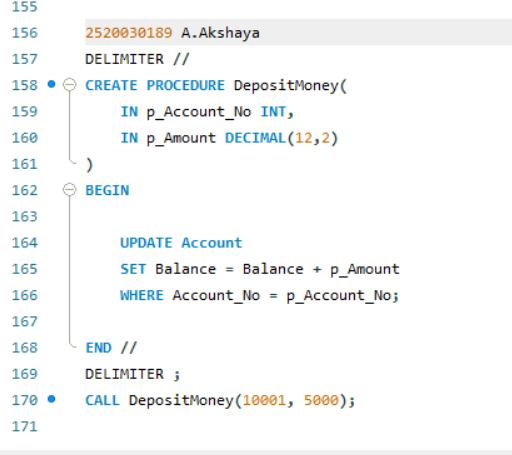 155
156 2520030189 A.Akshaya
157 DELIMITER //
158 CREATE PROCEDURE DepositMoney(
159 IN p_Account_No INT,
160 IN p_Amount DECIMAL(12,2)
161 )
162 BEGIN
163
164 UPDATE Account
165 SET Balance = Balance + p_Amount
166 WHERE Account_No = p_Account_No;
167
168 END //
169 DELIMITER ;
170 CALL DepositMoney(10001, 5000);
171